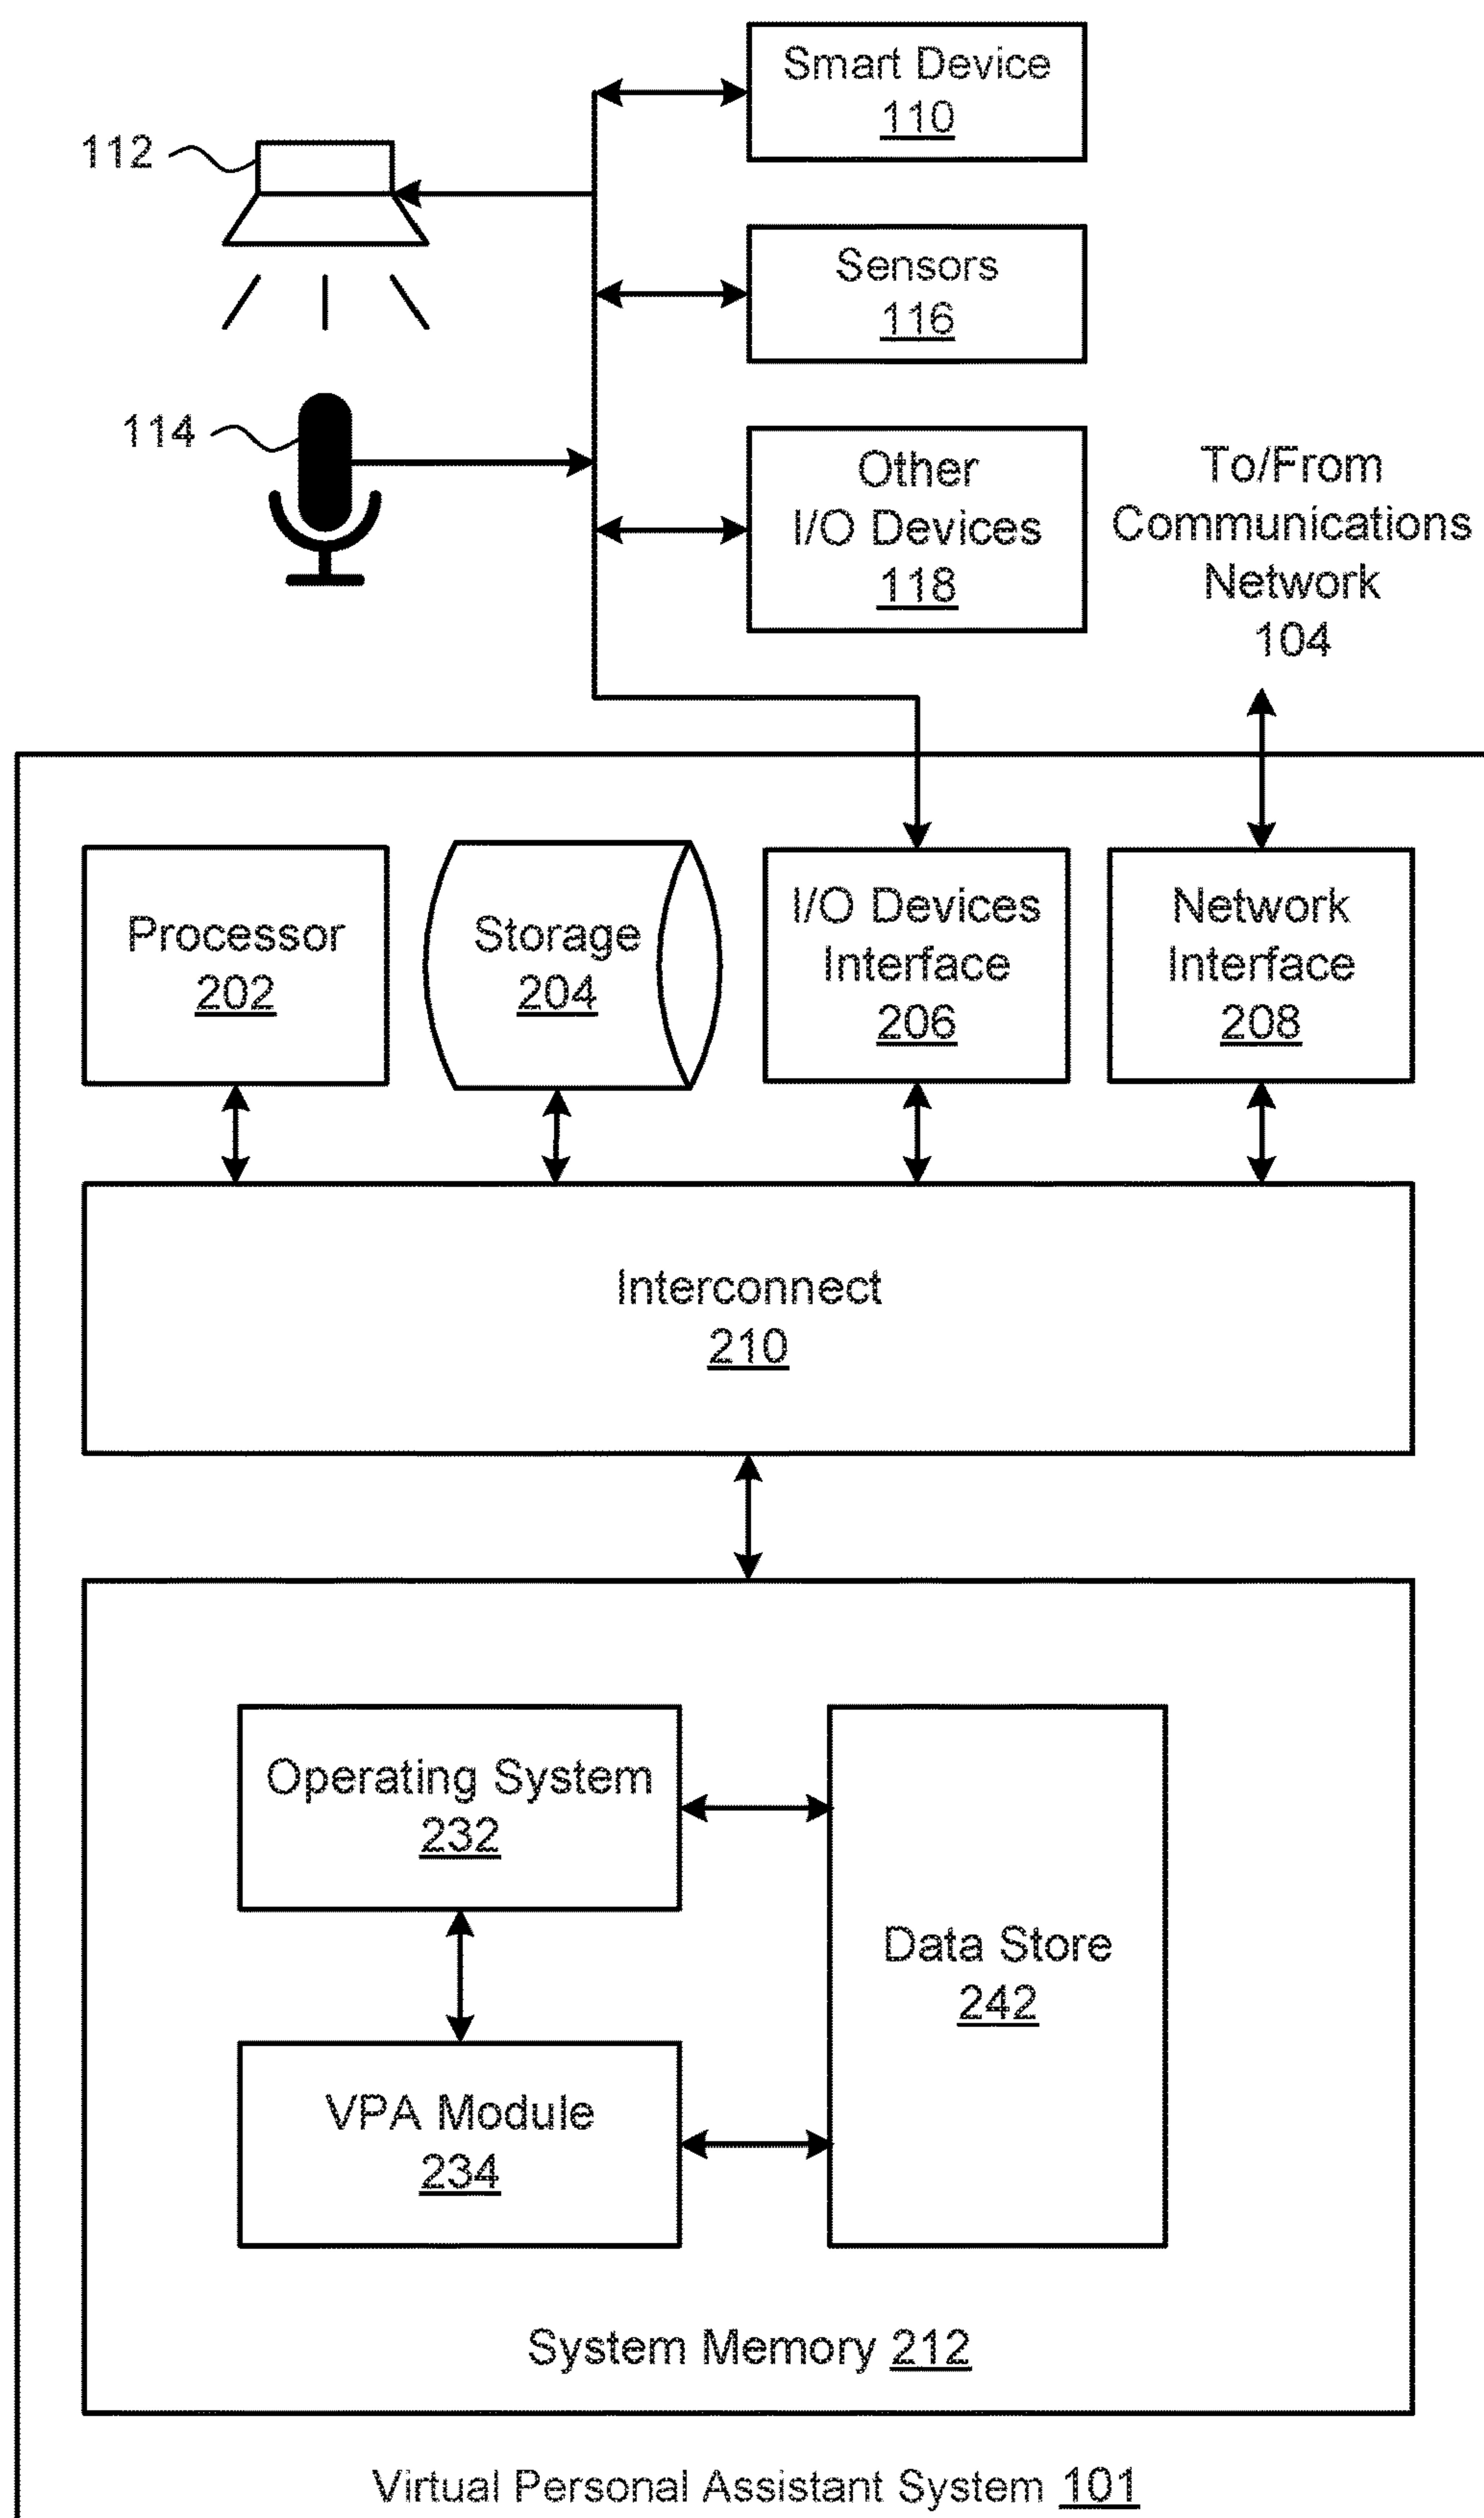 Smart Device
110
112
Sensors
116
114
Other
I/O Devices
118
To/From
Communications
Network
104
Processor
202
Storage
204
I/O Devices
Interface
206
Network
Interface
208
Interconnect
210
Operating System
232
Data Store
242
VPA Module
234
System Memory 212
Virtual Personal Assistant System 101